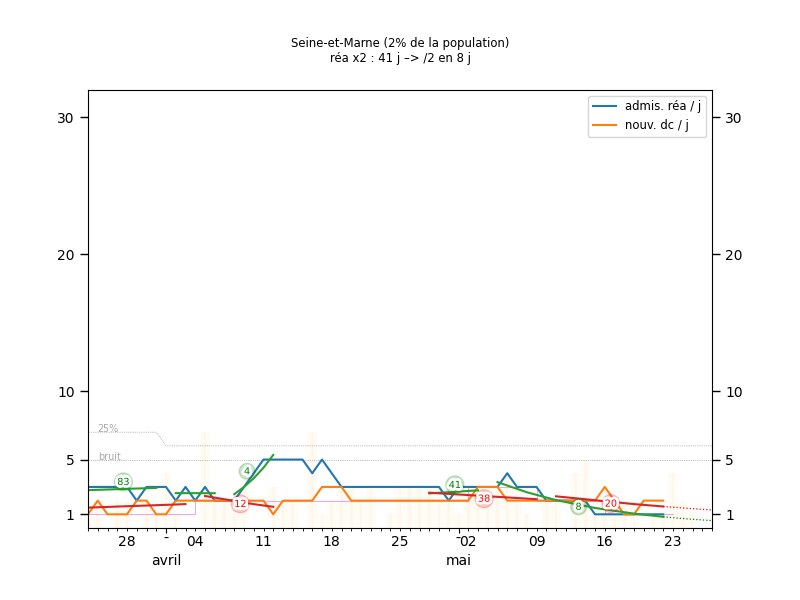 Seine-et-Marne (2% de la population)
réa x2 : 41 j –> /2 en 8 j
admis. réa / j
nouv. dc / j
30 30
20 20
10 10
25%
bruit
5 5
83 4 12 41 38 8 20
1 1
28 04 11 18 25 02 09 16 23
avril mai